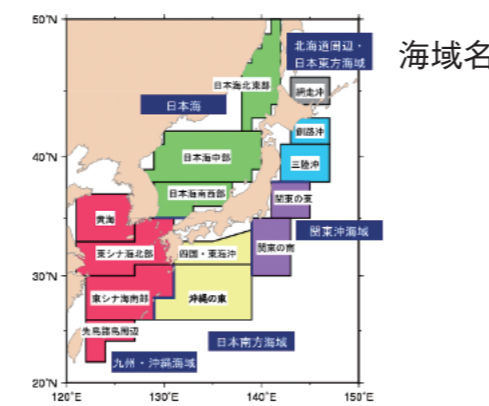 50°N
北海道周辺・
日本東方海域
海域名
日本海北東部
網走沖
日本海
釧路沖
40°N
日本海中部
三陸沖
日本海南西部
関東の東
黄海
関東沖海域
東シナ海北部
四国・東海沖
関東の南
30°N
東シナ海南部
沖縄の東
先島諸島周辺
日本南方海域
九州・沖縄海域
20°N
120°E
130°E
140°E
150°E